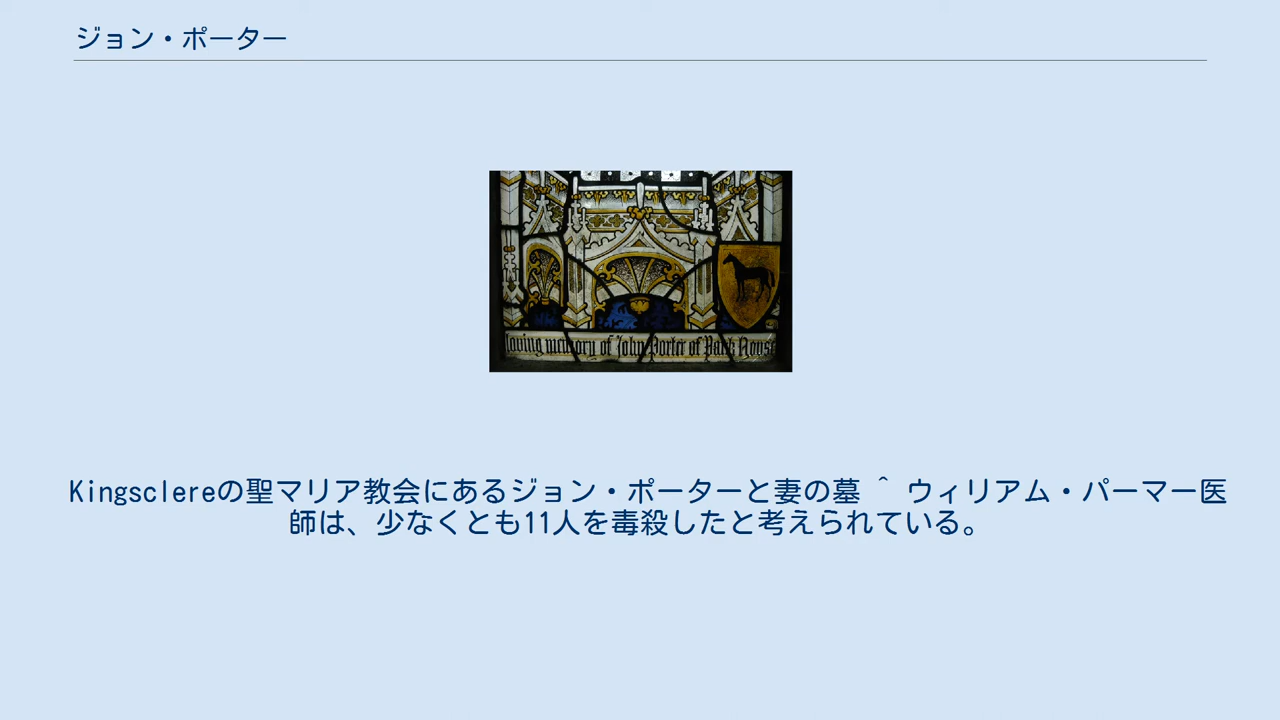 ジョン・ポーター
loving memory of John Porter of Park House
Kingsclereの聖マリア教会にあるジョン・ポーターと妻の墓 ^ ウィリアム・パーマー医
師は、少なくとも11人を毒殺したと考えられている。